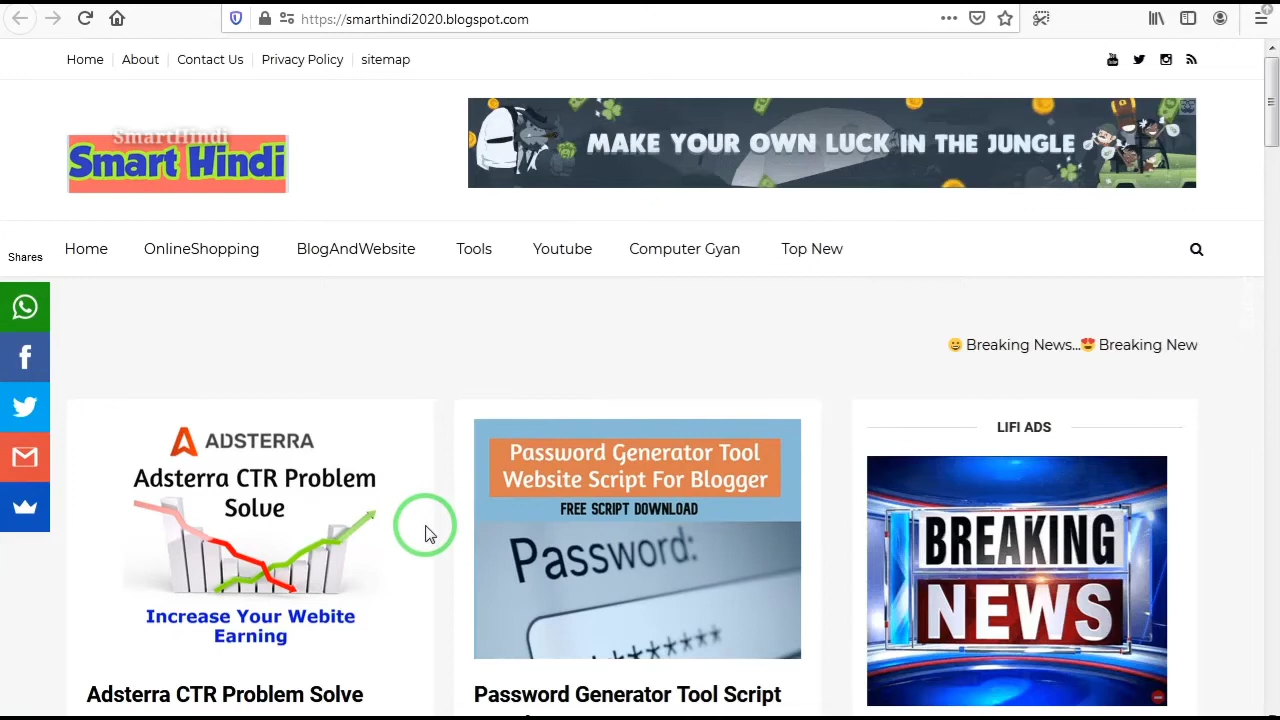 https://smarthindi2020.blogspot.com
Home
About
Contact Us
Privacy Policy
sitemap
SmartHindi
Smart Hindi
MAKE YOUR OWN LUCK IN THE JUNGLE
Shares
Home
OnlineShopping
BlogAndWebsite
Tools
Youtube
Computer Gyan
Top New
Breaking News...😍 Breaking New
ADSTERRA
Adsterra CTR Problem
Solve
Increase Your Webite
Earning
Adsterra CTR Problem Solve
Password Generator Tool
Website Script For Blogger
FREE SCRIPT DOWNLOAD
Password:
*******
Password Generator Tool Script
LIFI ADS
BREAKING
NEWS